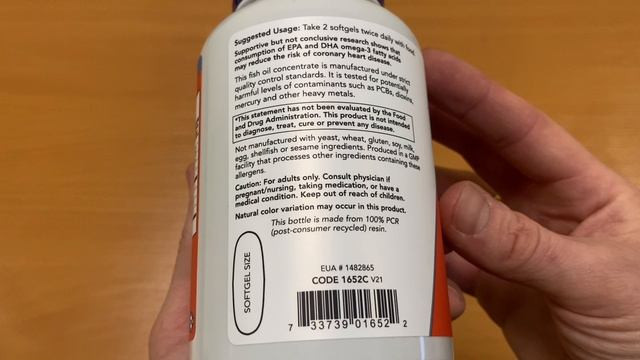 Suggested Usage: Take 2 softgels twice daily with food.
Supportive but not conclusive research shows that
consumption of EPA and DHA omega-3 fatty acids
may reduce the risk of coronary heart disease.
This fish oil concentrate is manufactured under strict
quality control standards. It is tested for potentially
harmful levels of contaminants such as PCBs, dioxins,
mercury and other heavy metals.
*This statement has not been evaluated by the Food
and Drug Administration. This product is not intended
to diagnose, treat, cure or prevent any disease.
Not manufactured with yeast, wheat, gluten, soy, milk,
egg, shellfish or sesame ingredients. Produced in a GMP
facility that processes other ingredients containing these
allergens.
Caution: For adults only. Consult physician if
pregnant/nursing, taking medication, or have a
medical condition. Keep out of reach of children.
Natural color variation may occur in this product.
This bottle is made from 100% PCR
(post-consumer recycled) resin.
SOFTGEL SIZE
EUA # 1482865
CODE 1652C V21
7 33739 01652 2